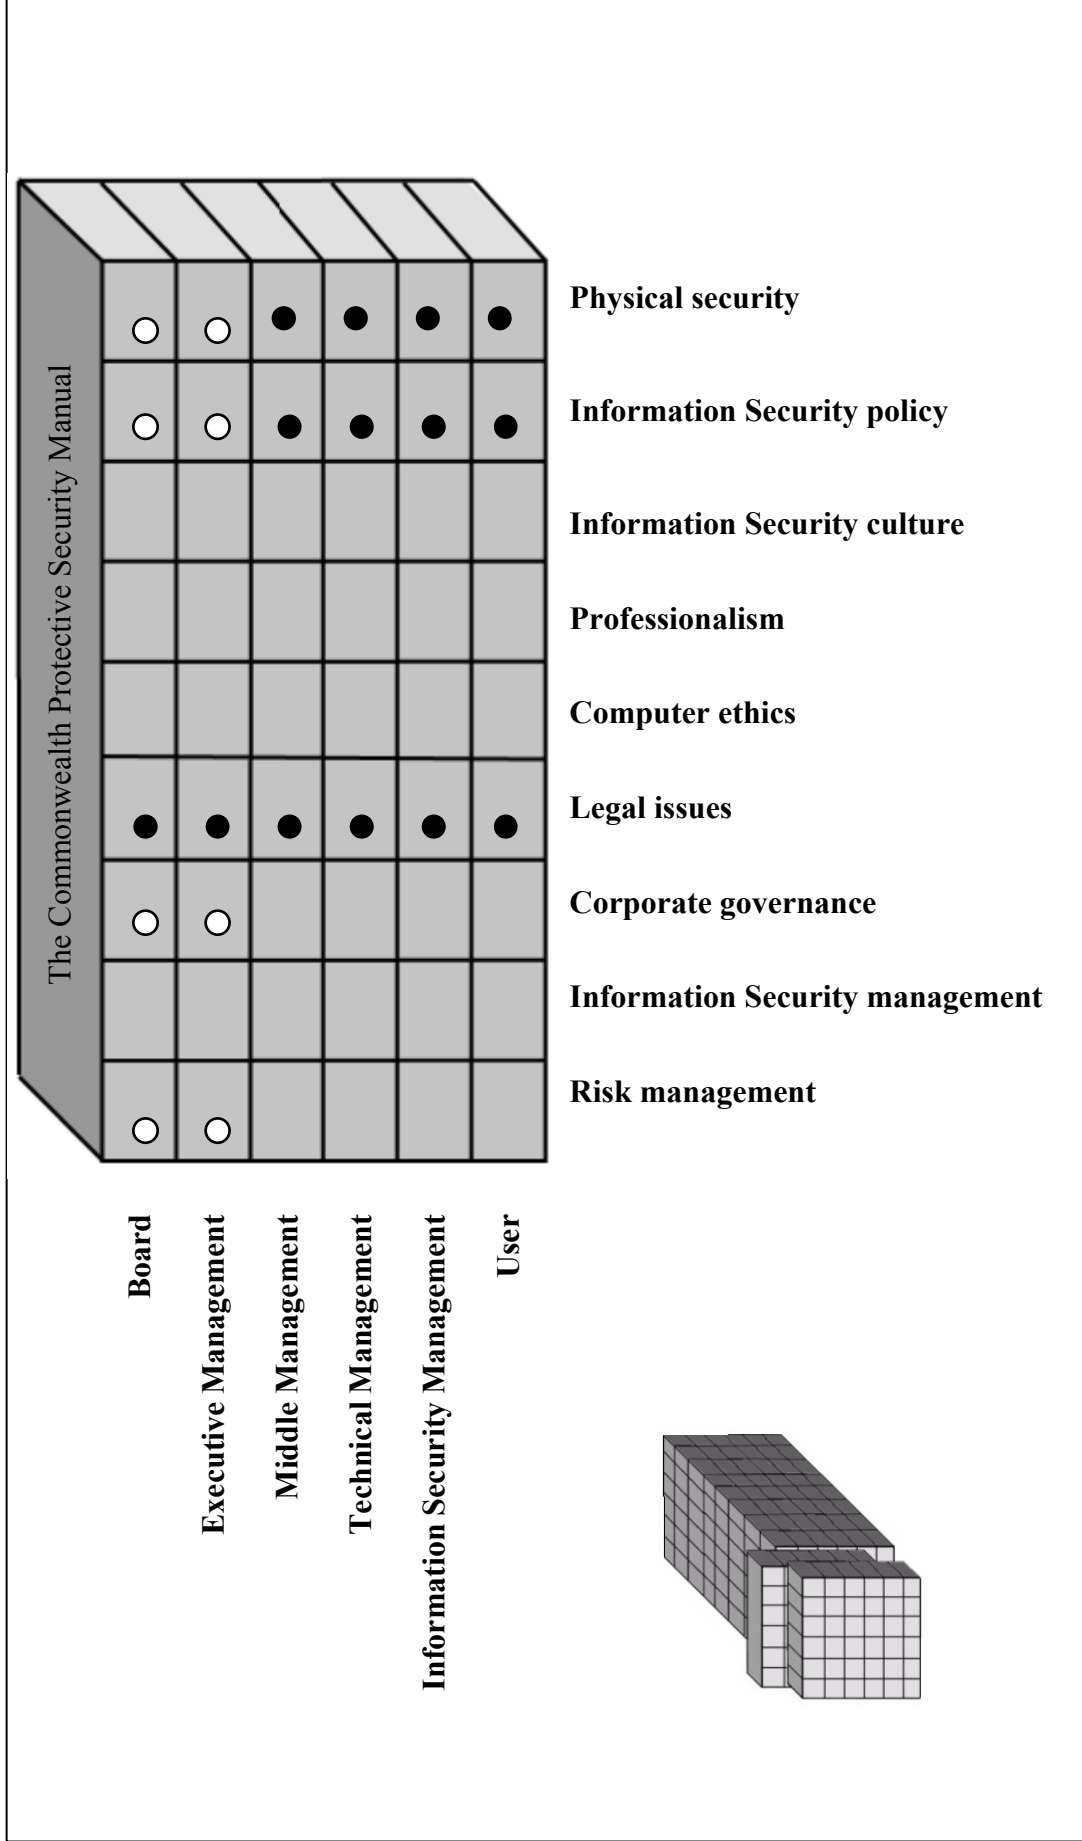 The Commonwealth Protective Security Manual
Physical security
Information Security policy
Information Security culture
Professionalism
Computer ethics
Legal issues
Corporate governance
Information Security management
Risk management
Board
Executive Management
Middle Management
Technical Management
Information Security Management
User